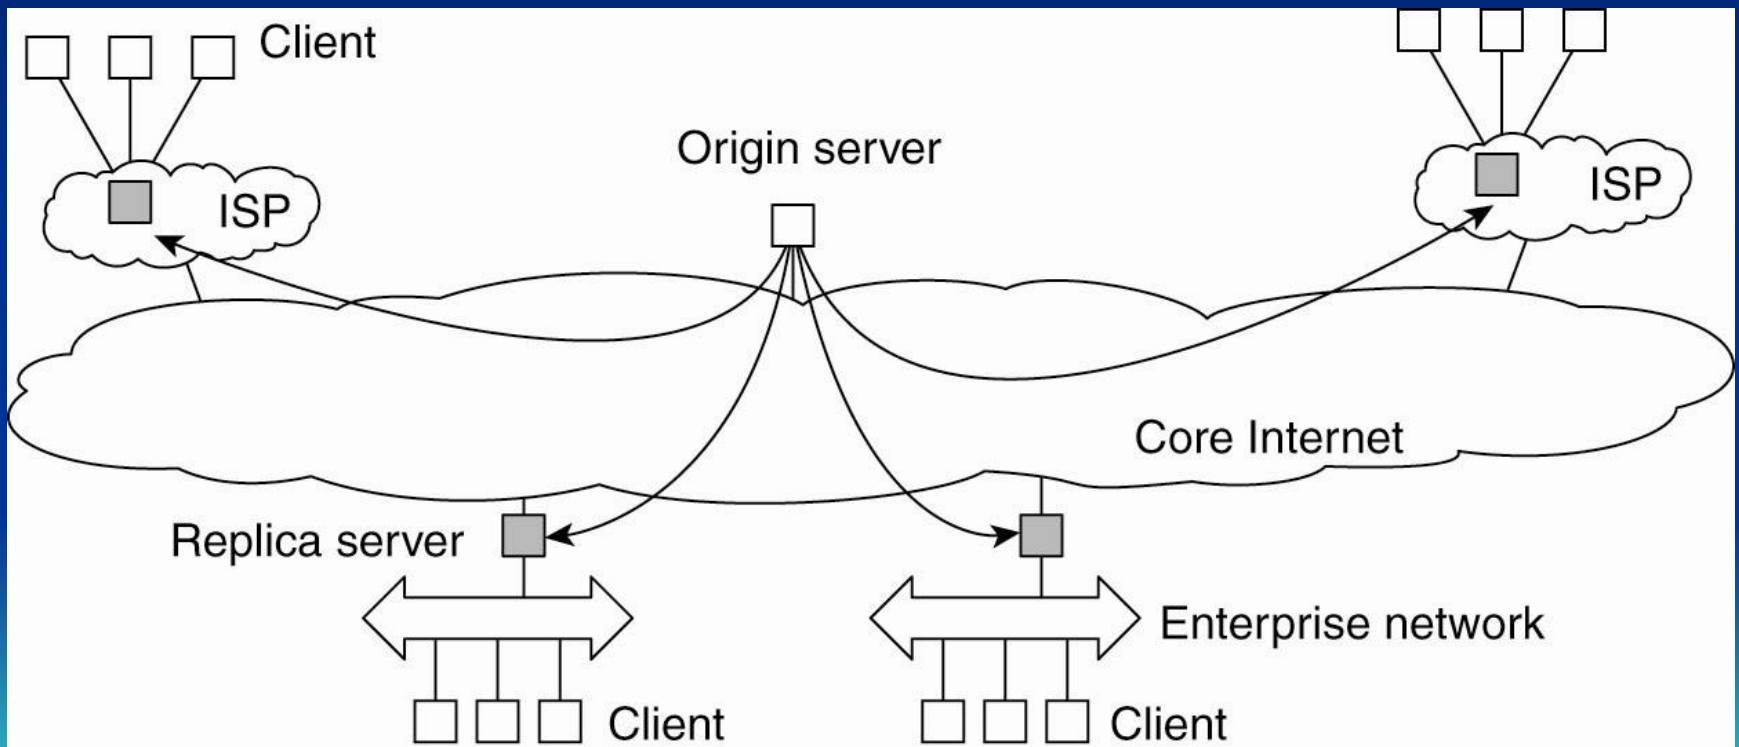 Client
Origin server
ISP
ISP
Core Internet
Replica server
Enterprise network
Client
Client